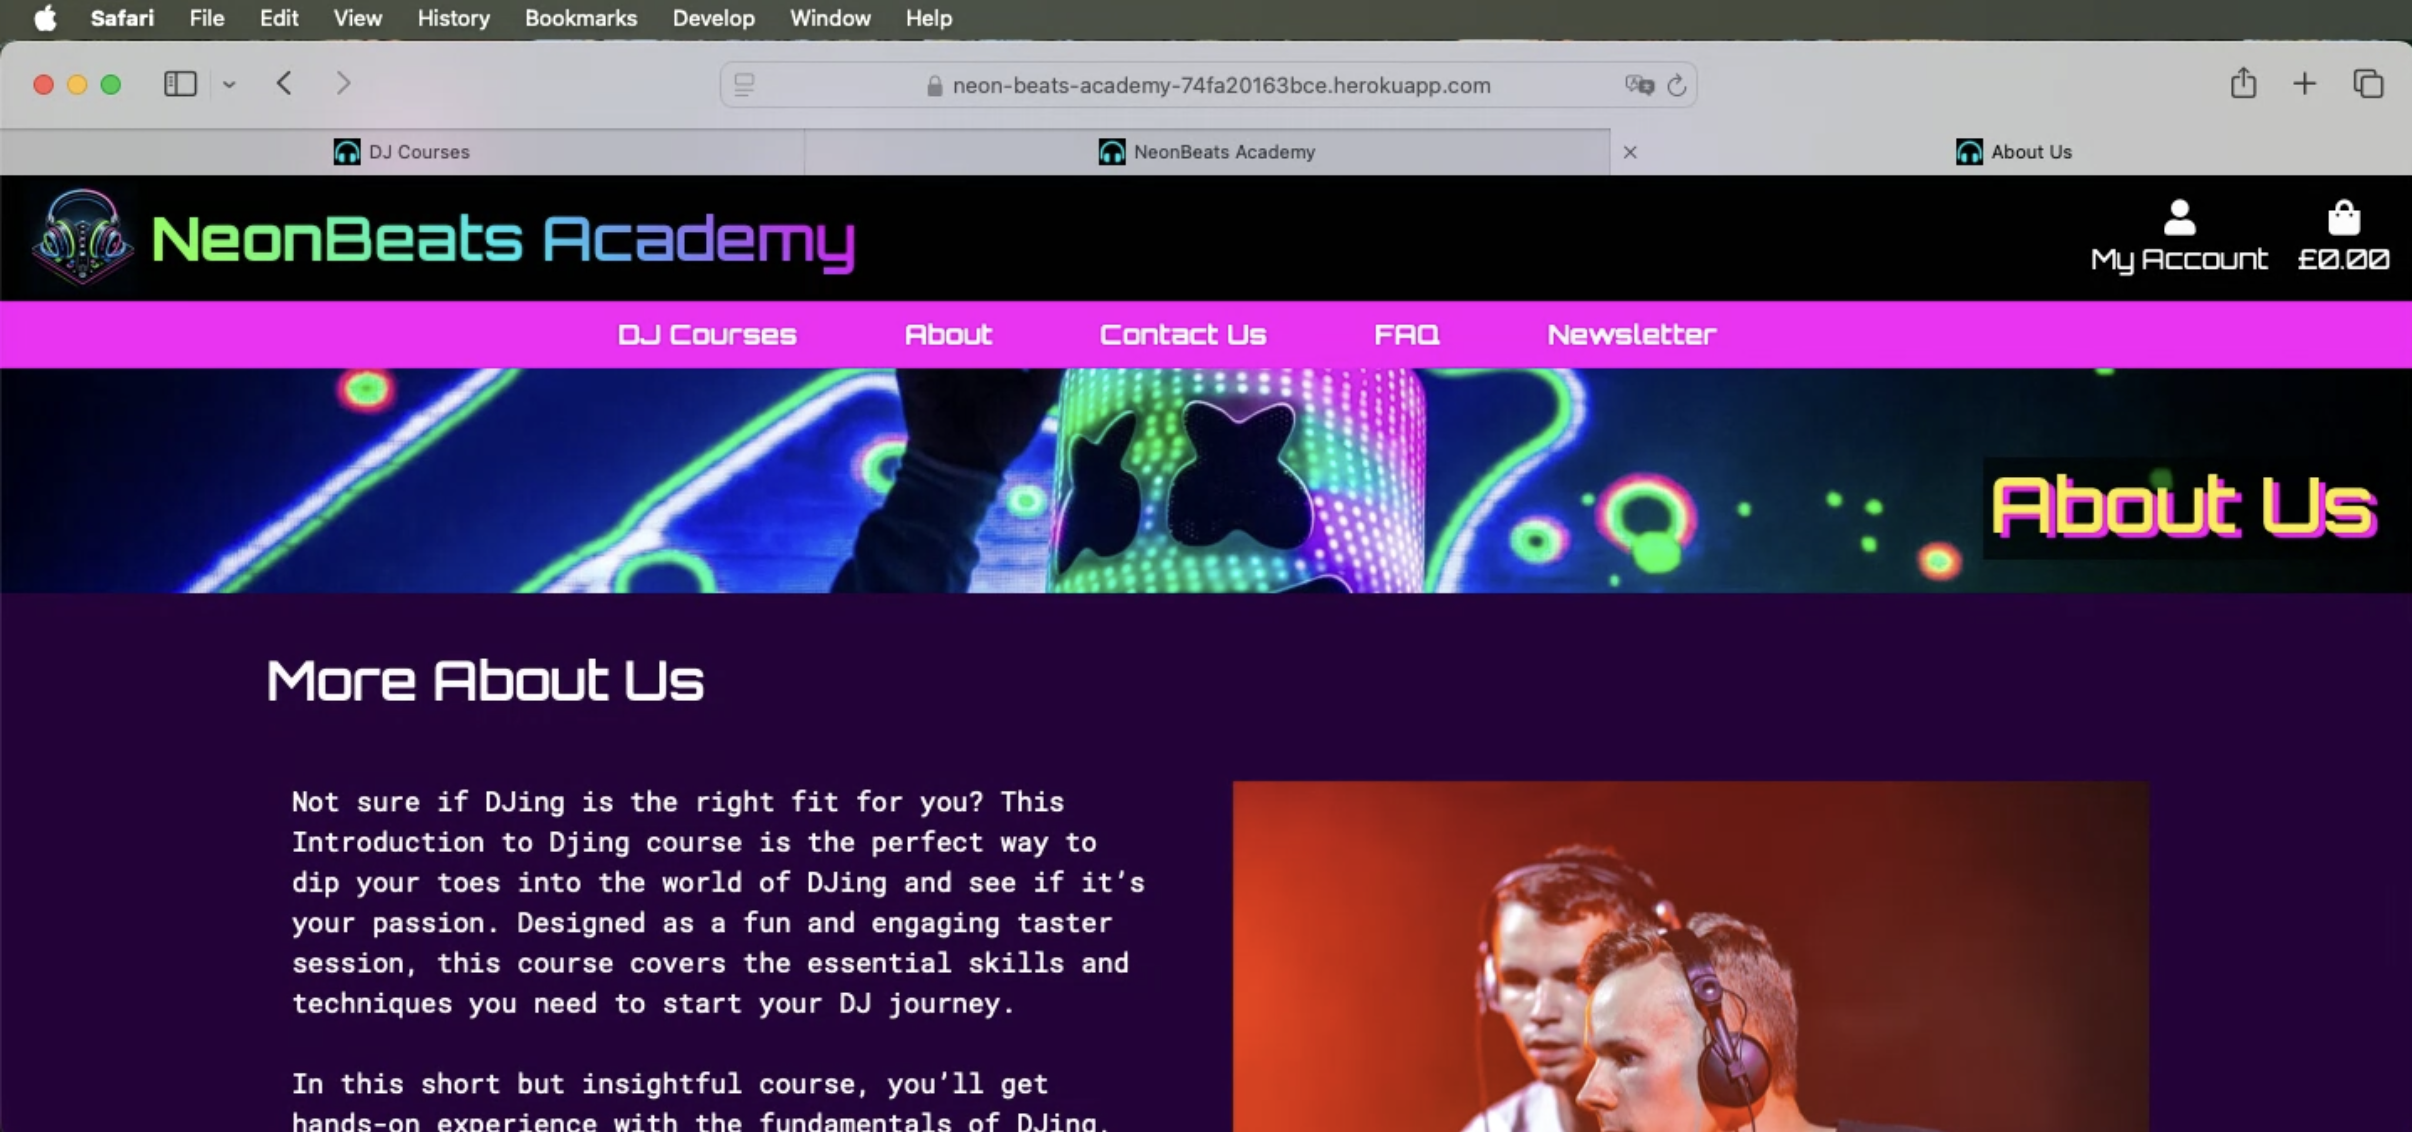 Safari File Edit View History Bookmarks Develop Window Help
neon-beats-academy-74fa20163bce.herokuapp.com
DJ Courses
NeonBeats Academy
About Us
NeonBeats Academy
My Account
£0.00
DJ Courses
About
Contact Us
FAQ
Newsletter
About Us
More About Us
Not sure if DJing is the right fit for you? This
Introduction to Djing course is the perfect way to
dip your toes into the world of DJing and see if it’s
your passion. Designed as a fun and engaging taster
session, this course covers the essential skills and
techniques you need to start your DJ journey.
In this short but insightful course, you’ll get
hands-on experience with the fundamentals of DJing.